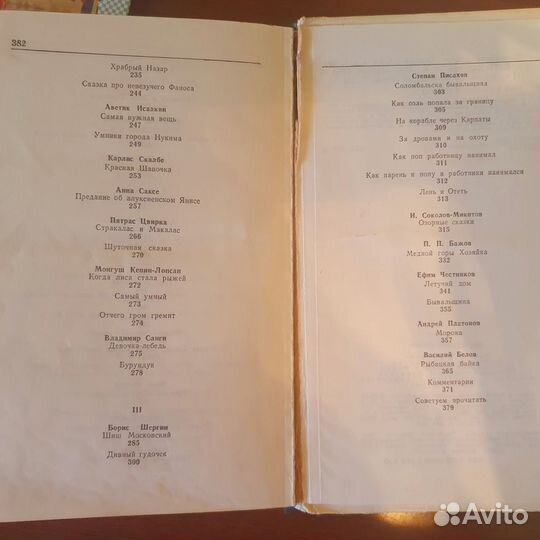 382
Храбрый Назар
235
Сказка про невезучего Фаноса
244
Аветик Исаакян
Самая нужная вещь
247
Умники города Нукима
249
Карлис Скалбе
Красная Шапочка
253
Анна Саксе
Предание об алуксненском Янисе
257
Пятрас Цвирка
Стракалас и Макалас
266
Шуточная сказка
270
Монгуш Кенин-Лопсан
Когда лиса стала рыжей
272
Самый умный
273
Отчего гром гремит
274
Владимир Санги
Девочка-лебедь
275
Бурундук
278
III
Борис Шергин
Шиш Московский
285
Дивный гудочек
300
Степан Писахов
Соломбальска бывальщина
303
Как соль попала за границу
305
На корабле через Карпаты
309
За дровами и на охоту
310
Как поп работницу нанимал
311
Как парень к попу в работники нанимался
312
Лень и Отеть
313
И. Соколов-Микитов
Озорные сказки
315
П. П. Бажов
Медной горы Хозяйка
332
Ефим Честняков
Летучий дом
341
Бывальщина
355
Андрей Платонов
Морока
357
Василий Белов
Рыбацкая байка
365
Комментарии
371
Советуем прочитать
379
Avito